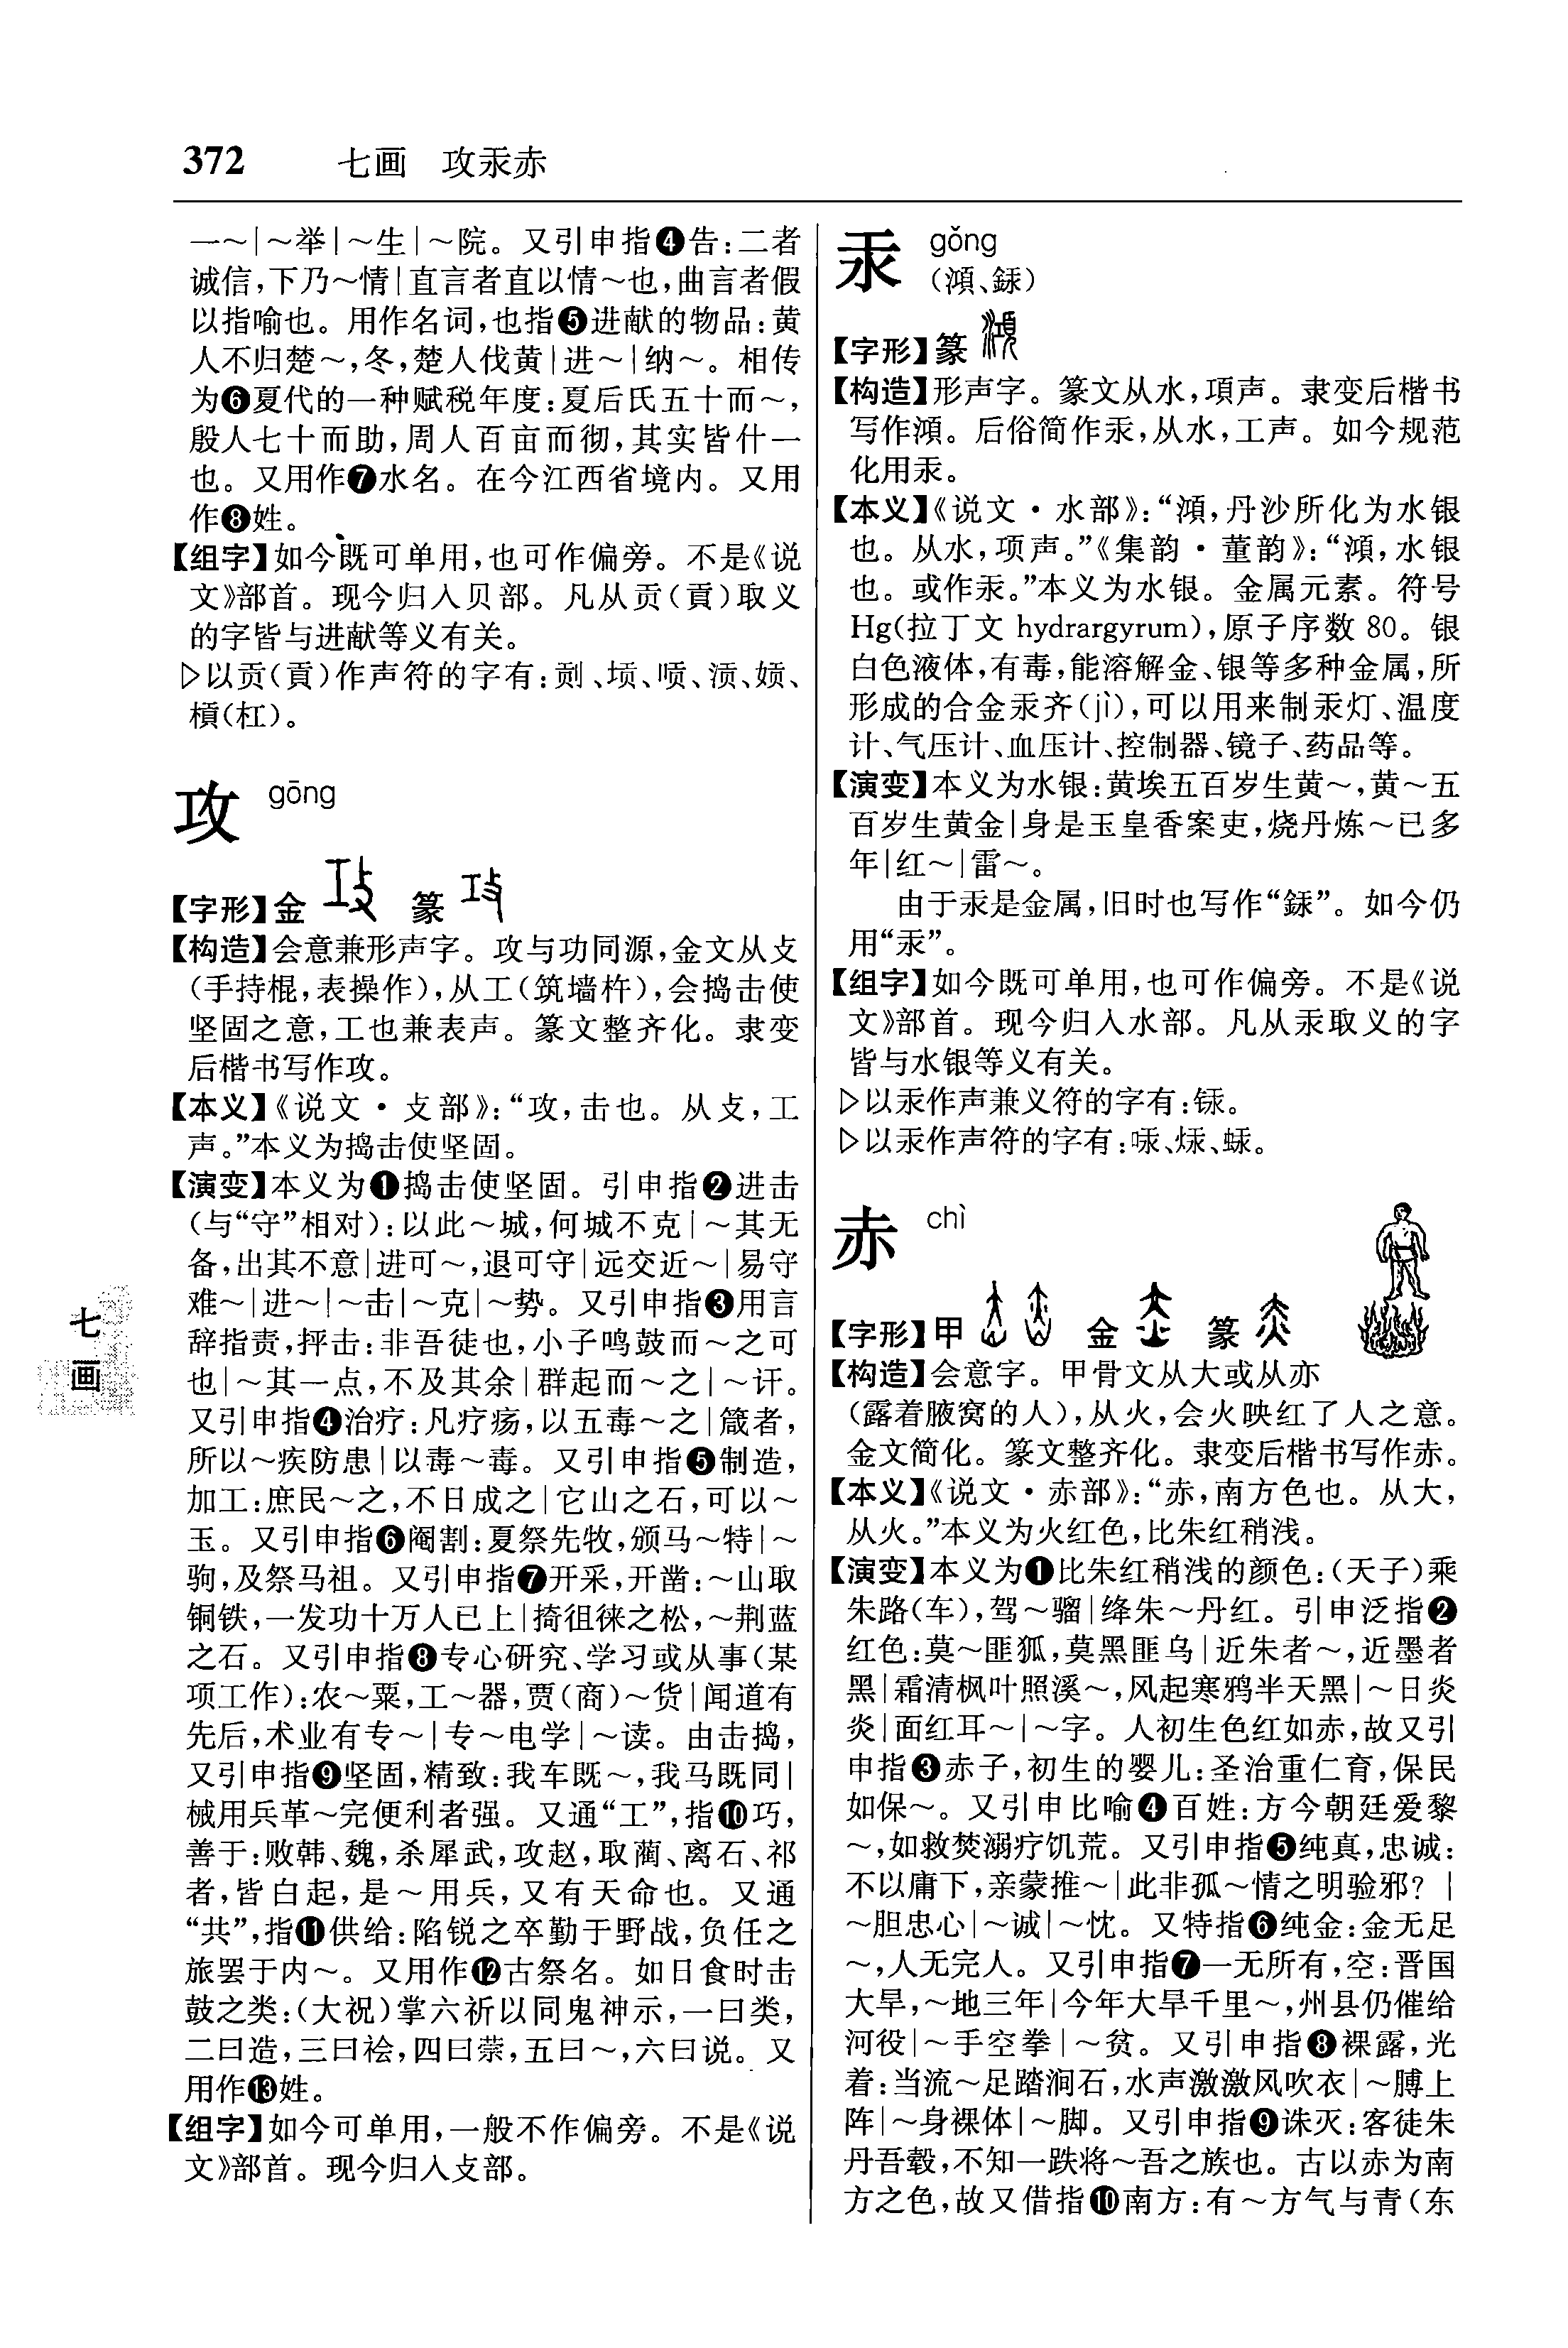 372 七画 攻汞赤
一～|～举|～生|～院。又引申指❹告:二者
诚信,下乃～情|直言者直以情～也,曲言者假
以指喻也。用作名词,也指❺进献的物品:黄
人不归楚～,冬,楚人伐黄|进～|纳～。相传
为❻夏代的一种赋税年度:夏后氏五十而～,
殷人七十而助,周人百亩而彻,其实皆什一
也。又用作❼水名。在今江西省境内。又用
作❽姓。
【组字】如今既可单用,也可作偏旁。不是《说
文》部首。现今归入贝部。凡从贡(貢)取义
的字皆与进献等义有关。
▷以贡(貢)作声符的字有:
槓(杠)。
攻 gōng
【字形】金 篆
【构造】会意兼形声字。攻与功同源,金文从攴
(手持棍,表操作),从工(筑墙杵),会捣击使
坚固之意,工也兼表声。篆文整齐化。隶变
后楷书写作攻。
【本义】《说文·攴部》:“攻,击也。从攴,工
声。”本义为捣击使坚固。
【演变】本义为❶捣击使坚固。引申指❷进击
(与“守”相对):以此～城,何城不克|～其无
备,出其不意|进可～,退可守|远交近～|易守
难～|进～|～击|～克|～势。又引申指❸用言
辞指责,抨击:非吾徒也,小子鸣鼓而～之可
也|～其一点,不及其余|群起而～之|～讦。
又引申指❹治疗:凡疗疡,以五毒～之|箴者,
所以～疾防患|以毒～毒。又引申指❺制造,
加工:庶民～之,不日成之|它山之石,可以～
玉。又引申指❻阉割:夏祭先牧,颁马～特|～
驹,及祭马祖。又引申指❼开采,开凿:～山取
铜铁,一发功十万人已上|掎徂徕之松,～荆蓝
之石。又引申指❽专心研究、学习或从事(某
项工作):农～粟,工～器,贾(商)～货|闻道有
先后,术业有专～|专～电学|～读。由击捣,
又引申指❾坚固,精致:我车既～,我马既同|
械用兵革～完便利者强。又通“工”,指❿巧,
善于:败韩、魏,杀犀武,攻赵,取蔺、离石、祁
者,皆白起,是～用兵,又有天命也。又通
“共”,指⓫供给:陷锐之卒勤于野战,负任之
旅罢于内～。又用作⓬古祭名。如日食时击
鼓之类:(大祝)掌六祈以同鬼神示,一曰类,
二曰造,三曰禬,四曰禜,五曰～,六曰说。又
用作⓭姓。
【组字】如今可单用,一般不作偏旁。不是《说
文》部首。现今归入攴部。
汞 gǒng
(澒、銾)
【字形】篆
【构造】形声字。篆文从水,項声。隶变后楷书
写作澒。后俗简作汞,从水,工声。如今规范
化用汞。
【本义】《说文·水部》:“澒,丹沙所化为水银
也。从水,项声。”《集韵·董韵》:“澒,水银
也。或作汞。”本义为水银。金属元素。符号
Hg(拉丁文 hydrargyrum),原子序数 80。银
白色液体,有毒,能溶解金、银等多种金属,所
形成的合金汞齐(jì),可以用来制汞灯、温度
计、气压计、血压计、控制器、镜子、药品等。
【演变】本义为水银:黄埃五百岁生黄～,黄～五
百岁生黄金|身是玉皇香案吏,烧丹炼～已多
年|红～|雷～。
由于汞是金属,旧时也写作“銾”。如今仍
用“汞”。
【组字】如今既可单用,也可作偏旁。不是《说
文》部首。现今归入水部。凡从汞取义的字
皆与水银等义有关。
▷以汞作声兼义符的字有:
▷以汞作声符的字有:
赤 chì
【字形】甲 金 篆
【构造】会意字。甲骨文从大或从亦
(露着腋窝的人),从火,会火映红了人之意。
金文简化。篆文整齐化。隶变后楷书写作赤。
【本义】《说文·赤部》:“赤,南方色也。从大,
从火。”本义为火红色,比朱红稍浅。
【演变】本义为❶比朱红稍浅的颜色:(天子)乘
朱路(车),驾～骝|绛朱～丹红。引申泛指❷
红色:莫～匪狐,莫黑匪乌|近朱者～,近墨者
黑|霜清枫叶照溪～,风起寒鸦半天黑|～日炎
炎|面红耳～|～字。人初生色红如赤,故又引
申指❸赤子,初生的婴儿:圣治重仁育,保民
如保～。又引申比喻❹百姓:方今朝廷爱黎
～,如救焚溺疗饥荒。又引申指❺纯真,忠诚:
不以庸下,亲蒙推～|此非孤～情之明验邪?|
～胆忠心|～诚|～忱。又特指❻纯金:金无足
～,人无完人。又引申指❼一无所有,空:晋国
大旱,～地三年|今年大旱千里～,州县仍催给
河役|～手空拳|～贫。又引申指❽裸露,光
着:当流～足踏涧石,水声激激风吹衣|～膊上
阵|～身裸体|～脚。又引申指❾诛灭:客徒朱
丹吾毂,不知一跌将～吾之族也。古以赤为南
方之色,故又借指❿南方:有～方气与青(东
七画